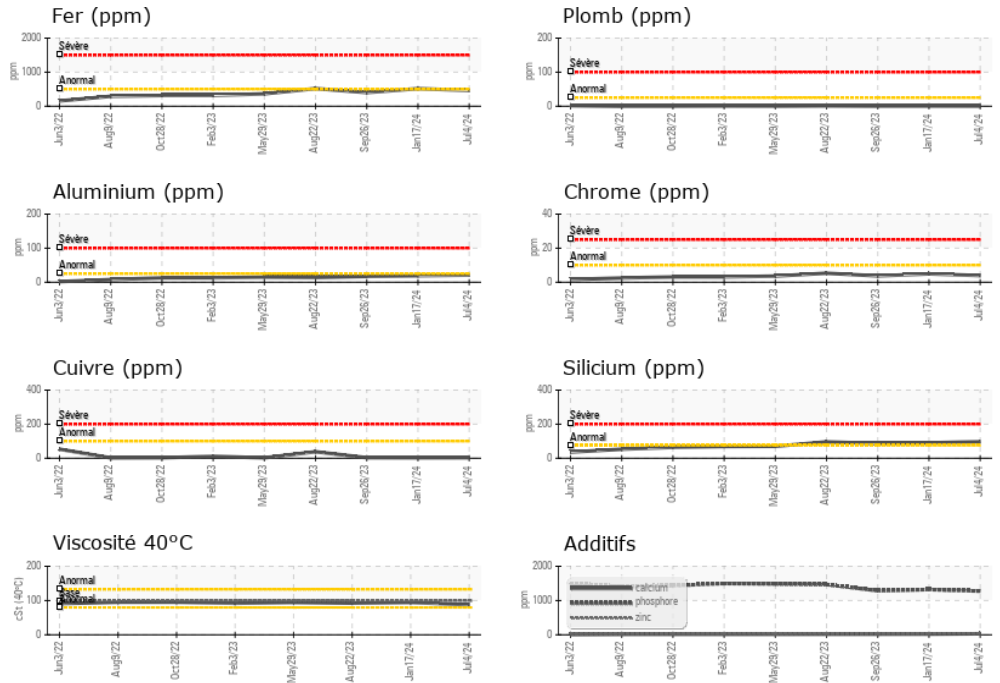 Fer (ppm)
2000
Sévère
1000
Anormal
0
ppm
Jun3/22
Aug9/22
Oct28/22
Feb3/23
May29/23
Aug22/23
Sep26/23
Jan17/24
Jul4/24
Plomb (ppm)
200
Sévère
100
Anormal
0
ppm
Jun3/22
Aug9/22
Oct28/22
Feb3/23
May29/23
Aug22/23
Sep26/23
Jan17/24
Jul4/24
Aluminium (ppm)
200
Sévère
100
Anormal
0
ppm
Jun3/22
Aug9/22
Oct28/22
Feb3/23
May29/23
Aug22/23
Sep26/23
Jan17/24
Jul4/24
Chrome (ppm)
40
Sévère
20
Anormal
0
ppm
Jun3/22
Aug9/22
Oct28/22
Feb3/23
May29/23
Aug22/23
Sep26/23
Jan17/24
Jul4/24
Cuivre (ppm)
400
Sévère
200
Anormal
0
ppm
Jun3/22
Aug9/22
Oct28/22
Feb3/23
May29/23
Aug22/23
Sep26/23
Jan17/24
Jul4/24
Silicium (ppm)
400
Sévère
200
Anormal
0
ppm
Jun3/22
Aug9/22
Oct28/22
Feb3/23
May29/23
Aug22/23
Sep26/23
Jan17/24
Jul4/24
Viscosité 40°C
200
Anormal
Base
100
Anormal
0
cSt (40°C)
Jun3/22
Aug9/22
Oct28/22
Feb3/23
May29/23
Aug22/23
Sep26/23
Jan17/24
Jul4/24
Additifs
2000
calcium
1000
phosphore
zinc
0
ppm
Jun3/22
Aug9/22
Oct28/22
Feb3/23
May29/23
Aug22/23
Sep26/23
Jan17/24
Jul4/24